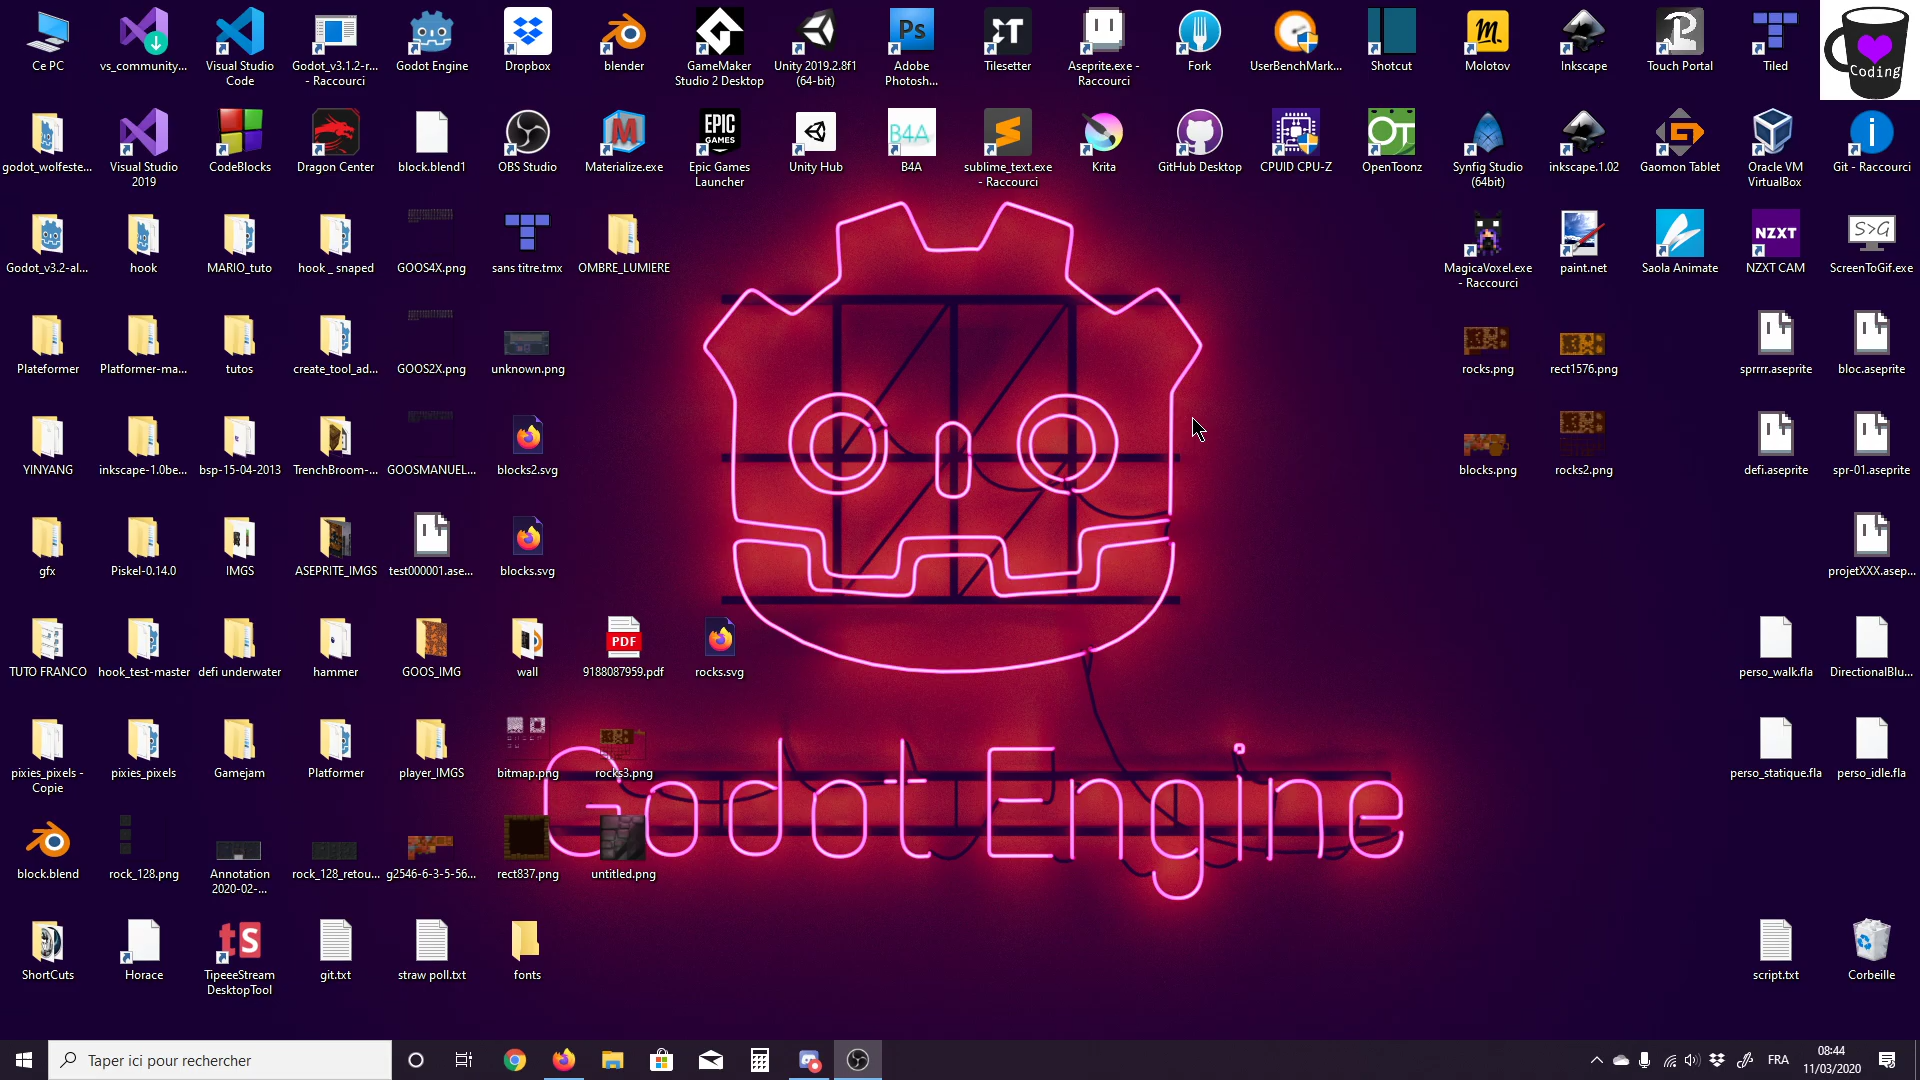 Ce PC
vs_community...
Visual Studio
Code
Godot_v3.1.2-r...
- Raccourci
Godot Engine
Dropbox
blender
GameMaker
Studio 2 Desktop
Unity 2019.2.8f1
(64-bit)
Ps
Adobe
Photosh...
Tilesetter
Aseprite.exe -
Raccourci
Fork
UserBenchMark...
Shotcut
M.
Molotov
Inkscape
Touch Portal
Tiled
Coding
godot_wolfeste...
Visual Studio
2019
CodeBlocks
Dragon Center
block.blend1
OBS Studio
Materialize.exe
EPIC
GAMES
Epic Games
Launcher
Unity Hub
B4A
B4A
sublime_text.exe
- Raccourci
Krita
GitHub Desktop
CPUID CPU-Z
OpenToonz
Synfig Studio
(64bit)
inkscape.1.02
Gaomon Tablet
Oracle VM
VirtualBox
Git - Raccourci
Godot_v3.2-al...
hook
MARIO_tuto
hook _ snaped
GOOS4X.png
sans titre.tmx
OMBRE_LUMIERE
MagicaVoxel.exe
- Raccourci
paint.net
Saola Animate
NZXT
NZXT CAM
S>G
ScreenToGif.exe
Plateformer
Platformer-ma...
tutos
create_tool_ad...
GOOS2X.png
unknown.png
rocks.png
rect1576.png
sprrrr.aseprite
bloc.aseprite
YINYANG
inkscape-1.0be...
bsp-15-04-2013
TrenchBroom-...
GOOSMANUEL...
blocks2.svg
blocks.png
rocks2.png
defi.aseprite
spr-01.aseprite
gfx
Piskel-0.14.0
IMGS
ASEPRITE_IMGS
test000001.ase...
blocks.svg
projetXXX.asep...
TUTO FRANCO
hook_test-master
defi underwater
hammer
GOOS_IMG
wall
PDF
9188087959.pdf
rocks.svg
perso_walk.fla
DirectionalBlu...
pixies_pixels -
Copie
pixies_pixels
Gamejam
Platformer
player_IMGS
bitmap.png
rocks3.png
perso_statique.fla
perso_idle.fla
Godot Engine
block.blend
rock_128.png
Annotation
2020-02-...
rock_128_retou...
g2546-6-3-5-56...
rect837.png
untitled.png
ShortCuts
Horace
tS
TipeeeStream
DesktopTool
git.txt
straw poll.txt
fonts
script.txt
Corbeille
Taper ici pour rechercher
FRA
08:44
11/03/2020